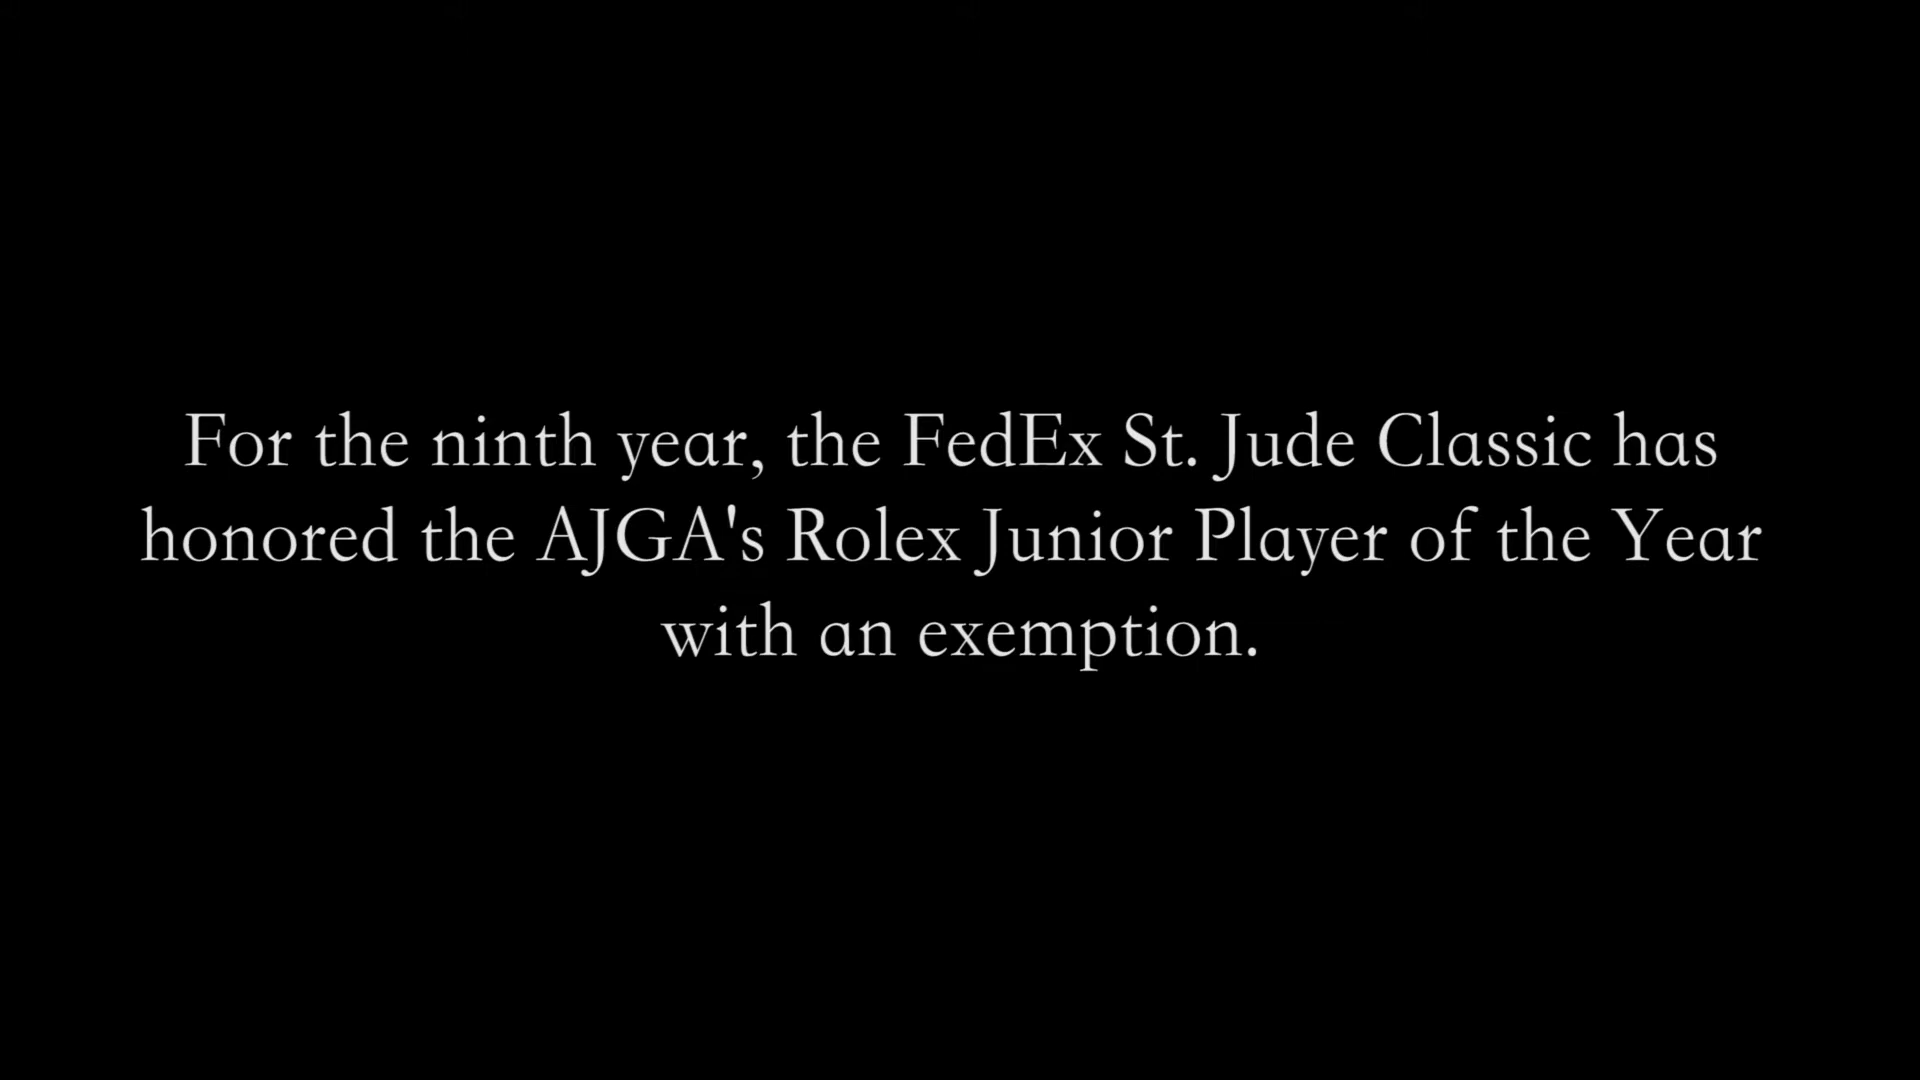 For the ninth year, the FedEx St. Jude Classic has
honored the AJGA's Rolex Junior Player of the Year
with an exemption.